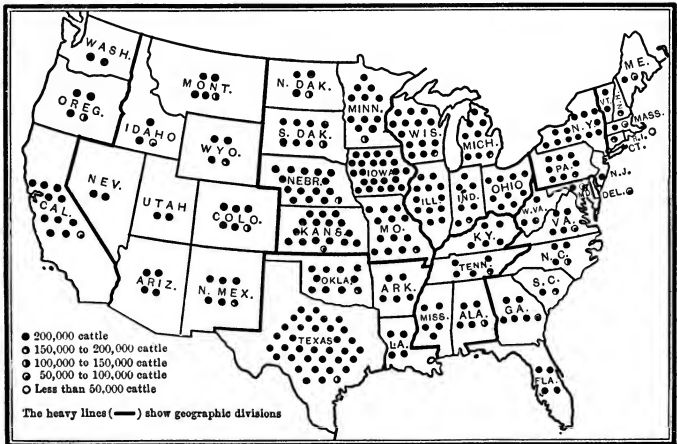 WASH.
MONT.
N. DAK.
MINN.
ME.
OREG.
IDAHO
S. DAK.
WIS.
MICH.
N.Y.
VT.
N.H.
MASS.
R.I.
CT.
WYO.
NEBR.
IOWA
PA.
N.J.
NEV.
UTAH
COLO.
ILL.
IND.
OHIO
MD.
DEL.
CAL.
KANS.
MO.
W.VA.
VA.
KY.
ARIZ.
N. MEX.
OKLA.
ARK.
TENN.
N.C.
S.C.
TEXAS
LA.
MISS.
ALA.
GA.
FLA.
200,000 cattle
150,000 to 200,000 cattle
100,000 to 150,000 cattle
50,000 to 100,000 cattle
Less than 50,000 cattle
The heavy lines ( ━ ) show geographic divisions